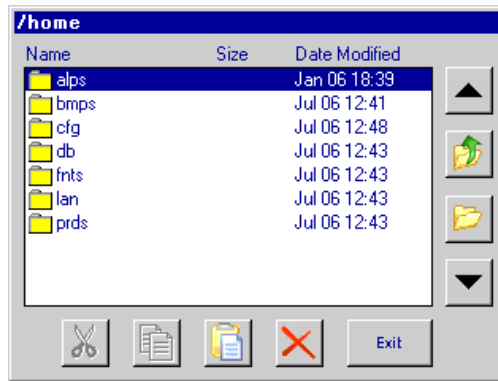 /home
Name Size Date Modified
alps Jan 06 18:39
bmps Jul 06 12:41
cfg Jul 06 12:48
db Jul 06 12:43
fnts Jul 06 12:43
lan Jul 06 12:43
prds Jul 06 12:43
Exit